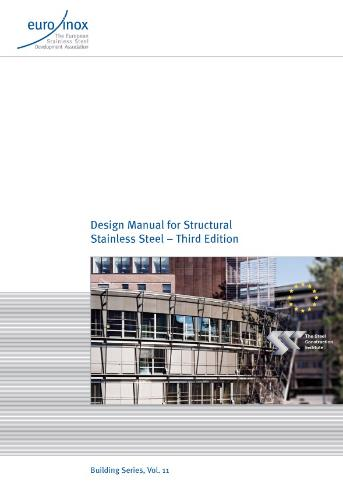 euro inox
The European
Stainless Steel
Development Association
Design Manual for Structural
Stainless Steel – Third Edition
The Steel
Construction
Institute
Building Series, Vol. 11